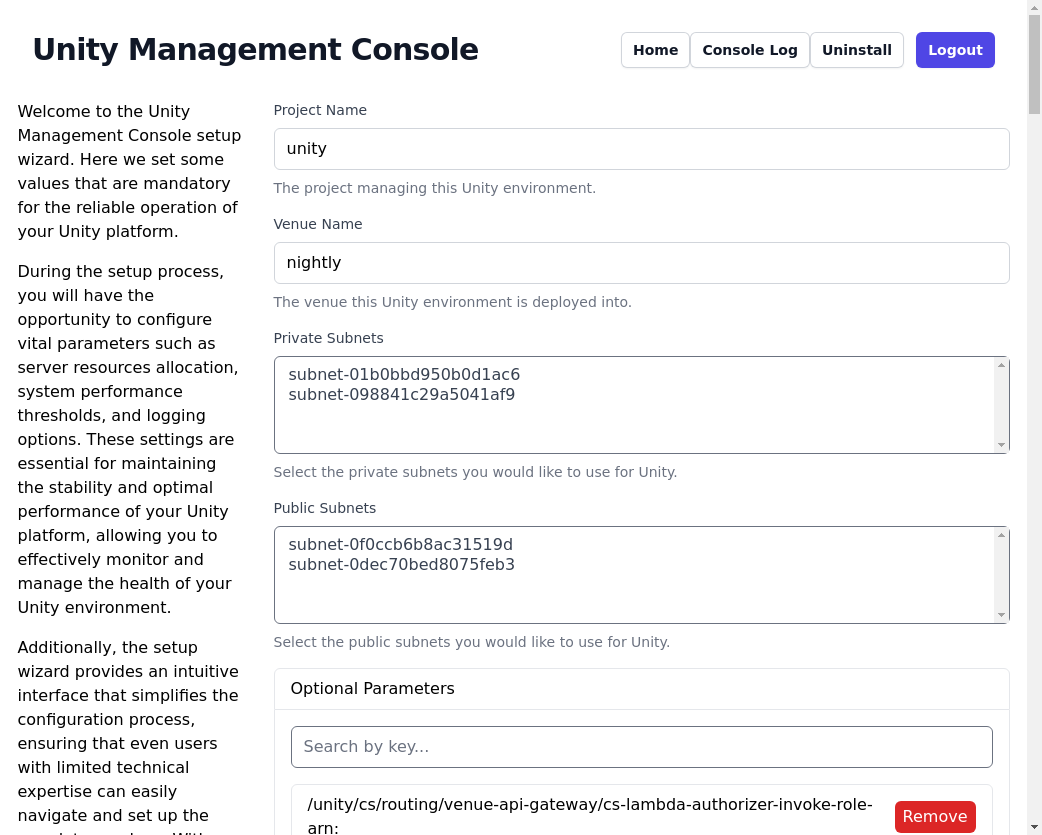 Unity Management Console
Home
Console Log
Uninstall
Logout
Welcome to the Unity
Management Console setup
wizard. Here we set some
values that are mandatory
for the reliable operation of
your Unity platform.
During the setup process,
you will have the
opportunity to configure
vital parameters such as
server resources allocation,
system performance
thresholds, and logging
options. These settings are
essential for maintaining
the stability and optimal
performance of your Unity
platform, allowing you to
effectively monitor and
manage the health of your
Unity environment.
Additionally, the setup
wizard provides an intuitive
interface that simplifies the
configuration process,
ensuring that even users
with limited technical
expertise can easily
navigate and set up the
Project Name
unity
The project managing this Unity environment.
Venue Name
nightly
The venue this Unity environment is deployed into.
Private Subnets
subnet-01b0bbd950b0d1ac6
subnet-098841c29a5041af9
Select the private subnets you would like to use for Unity.
Public Subnets
subnet-0f0ccb6b8ac31519d
subnet-0dec70bed8075feb3
Select the public subnets you would like to use for Unity.
Optional Parameters
Search by key...
/unity/cs/routing/venue-api-gateway/cs-lambda-authorizer-invoke-role-
arn:
Remove